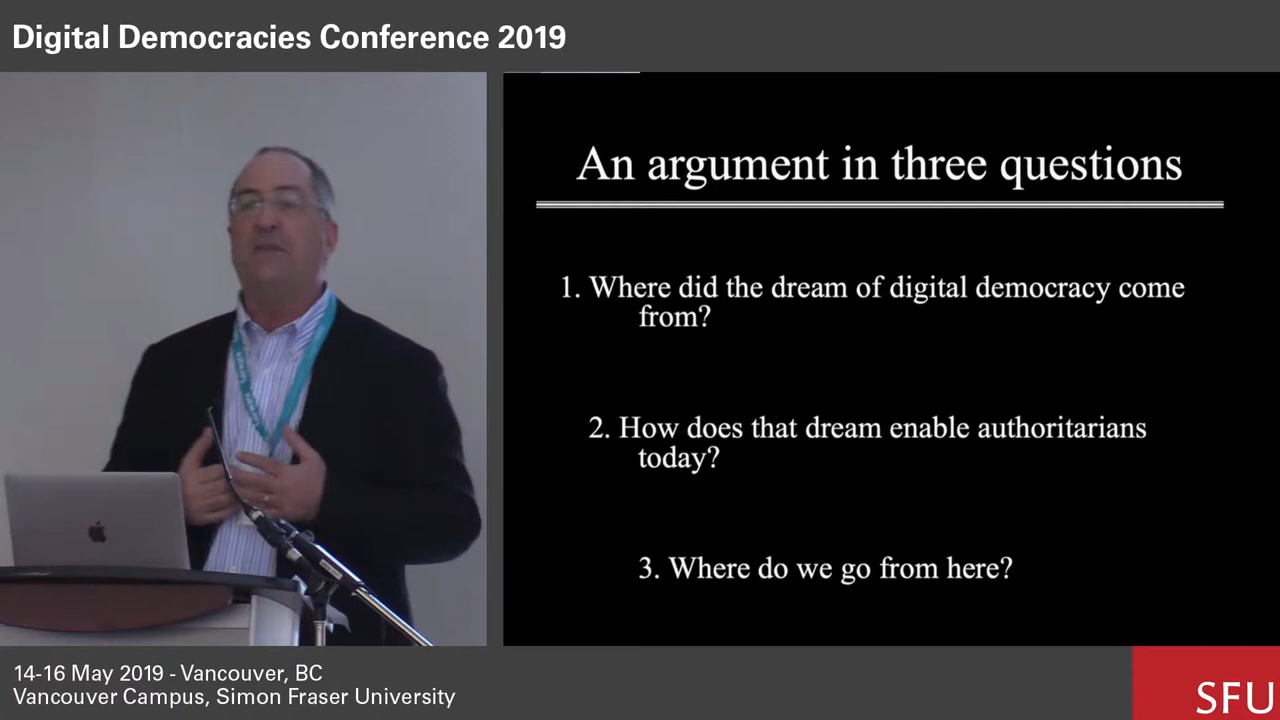 Digital Democracies Conference 2019
An argument in three questions
1. Where did the dream of digital democracy come
from?
2. How does that dream enable authoritarians
today?
3. Where do we go from here?
14-16 May 2019 - Vancouver, BC
Vancouver Campus, Simon Fraser University
SFU